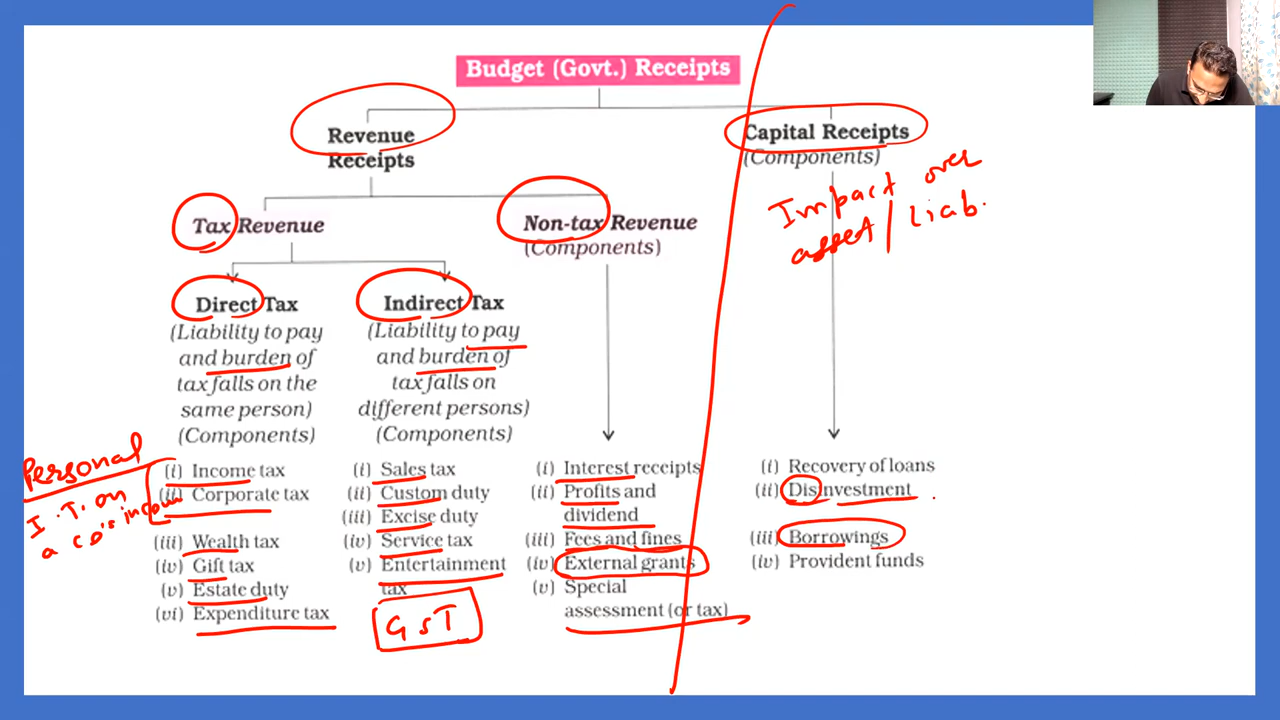 Budget (Govt.) Receipts
Revenue
Receipts
Capital Receipts
(Components)
Impact over
asset/Liab.
Tax Revenue
Non-tax Revenue
(Components)
Direct Tax
(Liability to pay
and burden of
tax falls on the
same person)
(Components)
Indirect Tax
(Liability to pay
and burden of
tax falls on
different persons)
(Components)
Personal
I.T. on
a co's income
(i) Income tax
(ii) Corporate tax
(iii) Wealth tax
(iv) Gift tax
(v) Estate duty
(vi) Expenditure tax
(i) Sales tax
(ii) Custom duty
(iii) Excise duty
(iv) Service tax
(v) Entertainment
tax
GST
(i) Interest receipts
(ii) Profits and
dividend
(iii) Fees and fines
(iv) External grants
(v) Special
assessment (or tax)
(i) Recovery of loans
(ii) Disinvestment
(iii) Borrowings
(iv) Provident funds